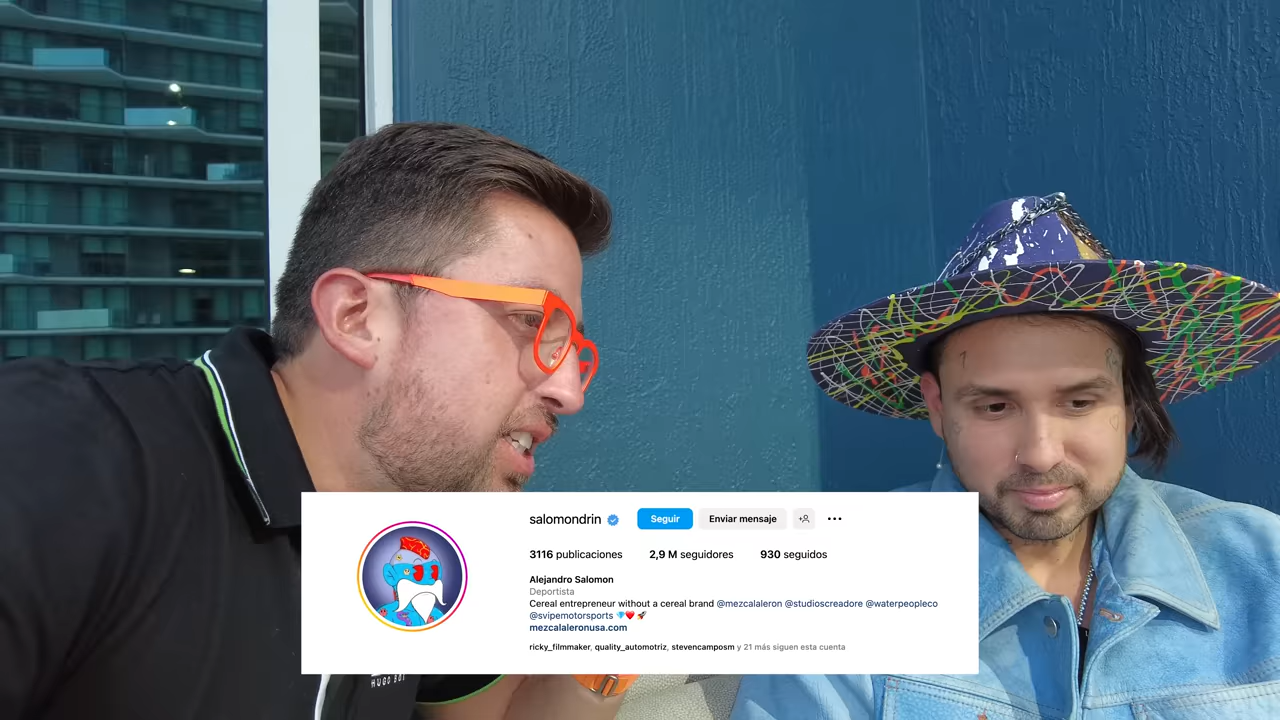 salomondrin Seguir Enviar mensaje
3116 publicaciones 2,9 M seguidores 930 seguidos
Alejandro Salomon
Deportista
Cereal entrepreneur without a cereal brand @mezcalaleron @studioscreadore @waterpeopleco
@svipemotorsports 💎❤️🚀
mezcalaleronusa.com
ricky_filmmaker, quality_automotriz, stevencamposm y 21 más siguen esta cuenta
HUGO